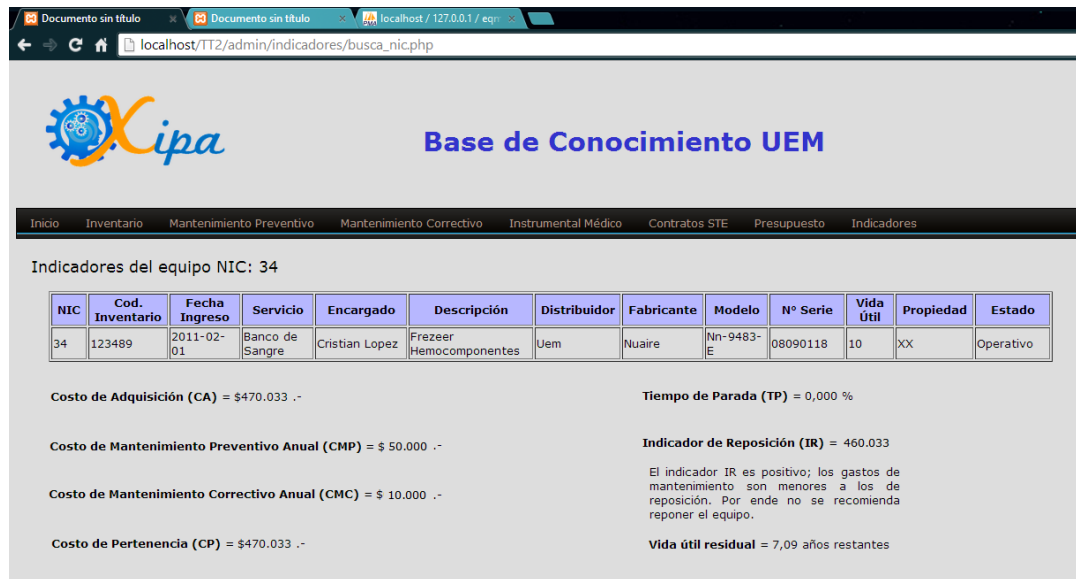 Documento sin título
Documento sin título
localhost / 127.0.0.1 / eqm
localhost/TT2/admin/indicadores/busca_nic.php
Xipa
Base de Conocimiento UEM
Inicio Inventario Mantenimiento Preventivo Mantenimiento Correctivo Instrumental Médico Contratos STE Presupuesto Indicadores
Indicadores del equipo NIC: 34
NIC Cod. Inventario Fecha Ingreso Servicio Encargado Descripción Distribuidor Fabricante Modelo Nº Serie Vida Útil Propiedad Estado
34 123489 2011-02-01 Banco de Sangre Cristian Lopez Frezeer Hemocomponentes Uem Nuaire Nn-9483-E 08090118 10 XX Operativo
Costo de Adquisición (CA) = $470.033 .-
Tiempo de Parada (TP) = 0,000 %
Costo de Mantenimiento Preventivo Anual (CMP) = $ 50.000 .-
Indicador de Reposición (IR) = 460.033
El indicador IR es positivo; los gastos de
mantenimiento son menores a los de
reposición. Por ende no se recomienda
reponer el equipo.
Costo de Mantenimiento Correctivo Anual (CMC) = $ 10.000 .-
Costo de Pertenencia (CP) = $470.033 .-
Vida útil residual = 7,09 años restantes